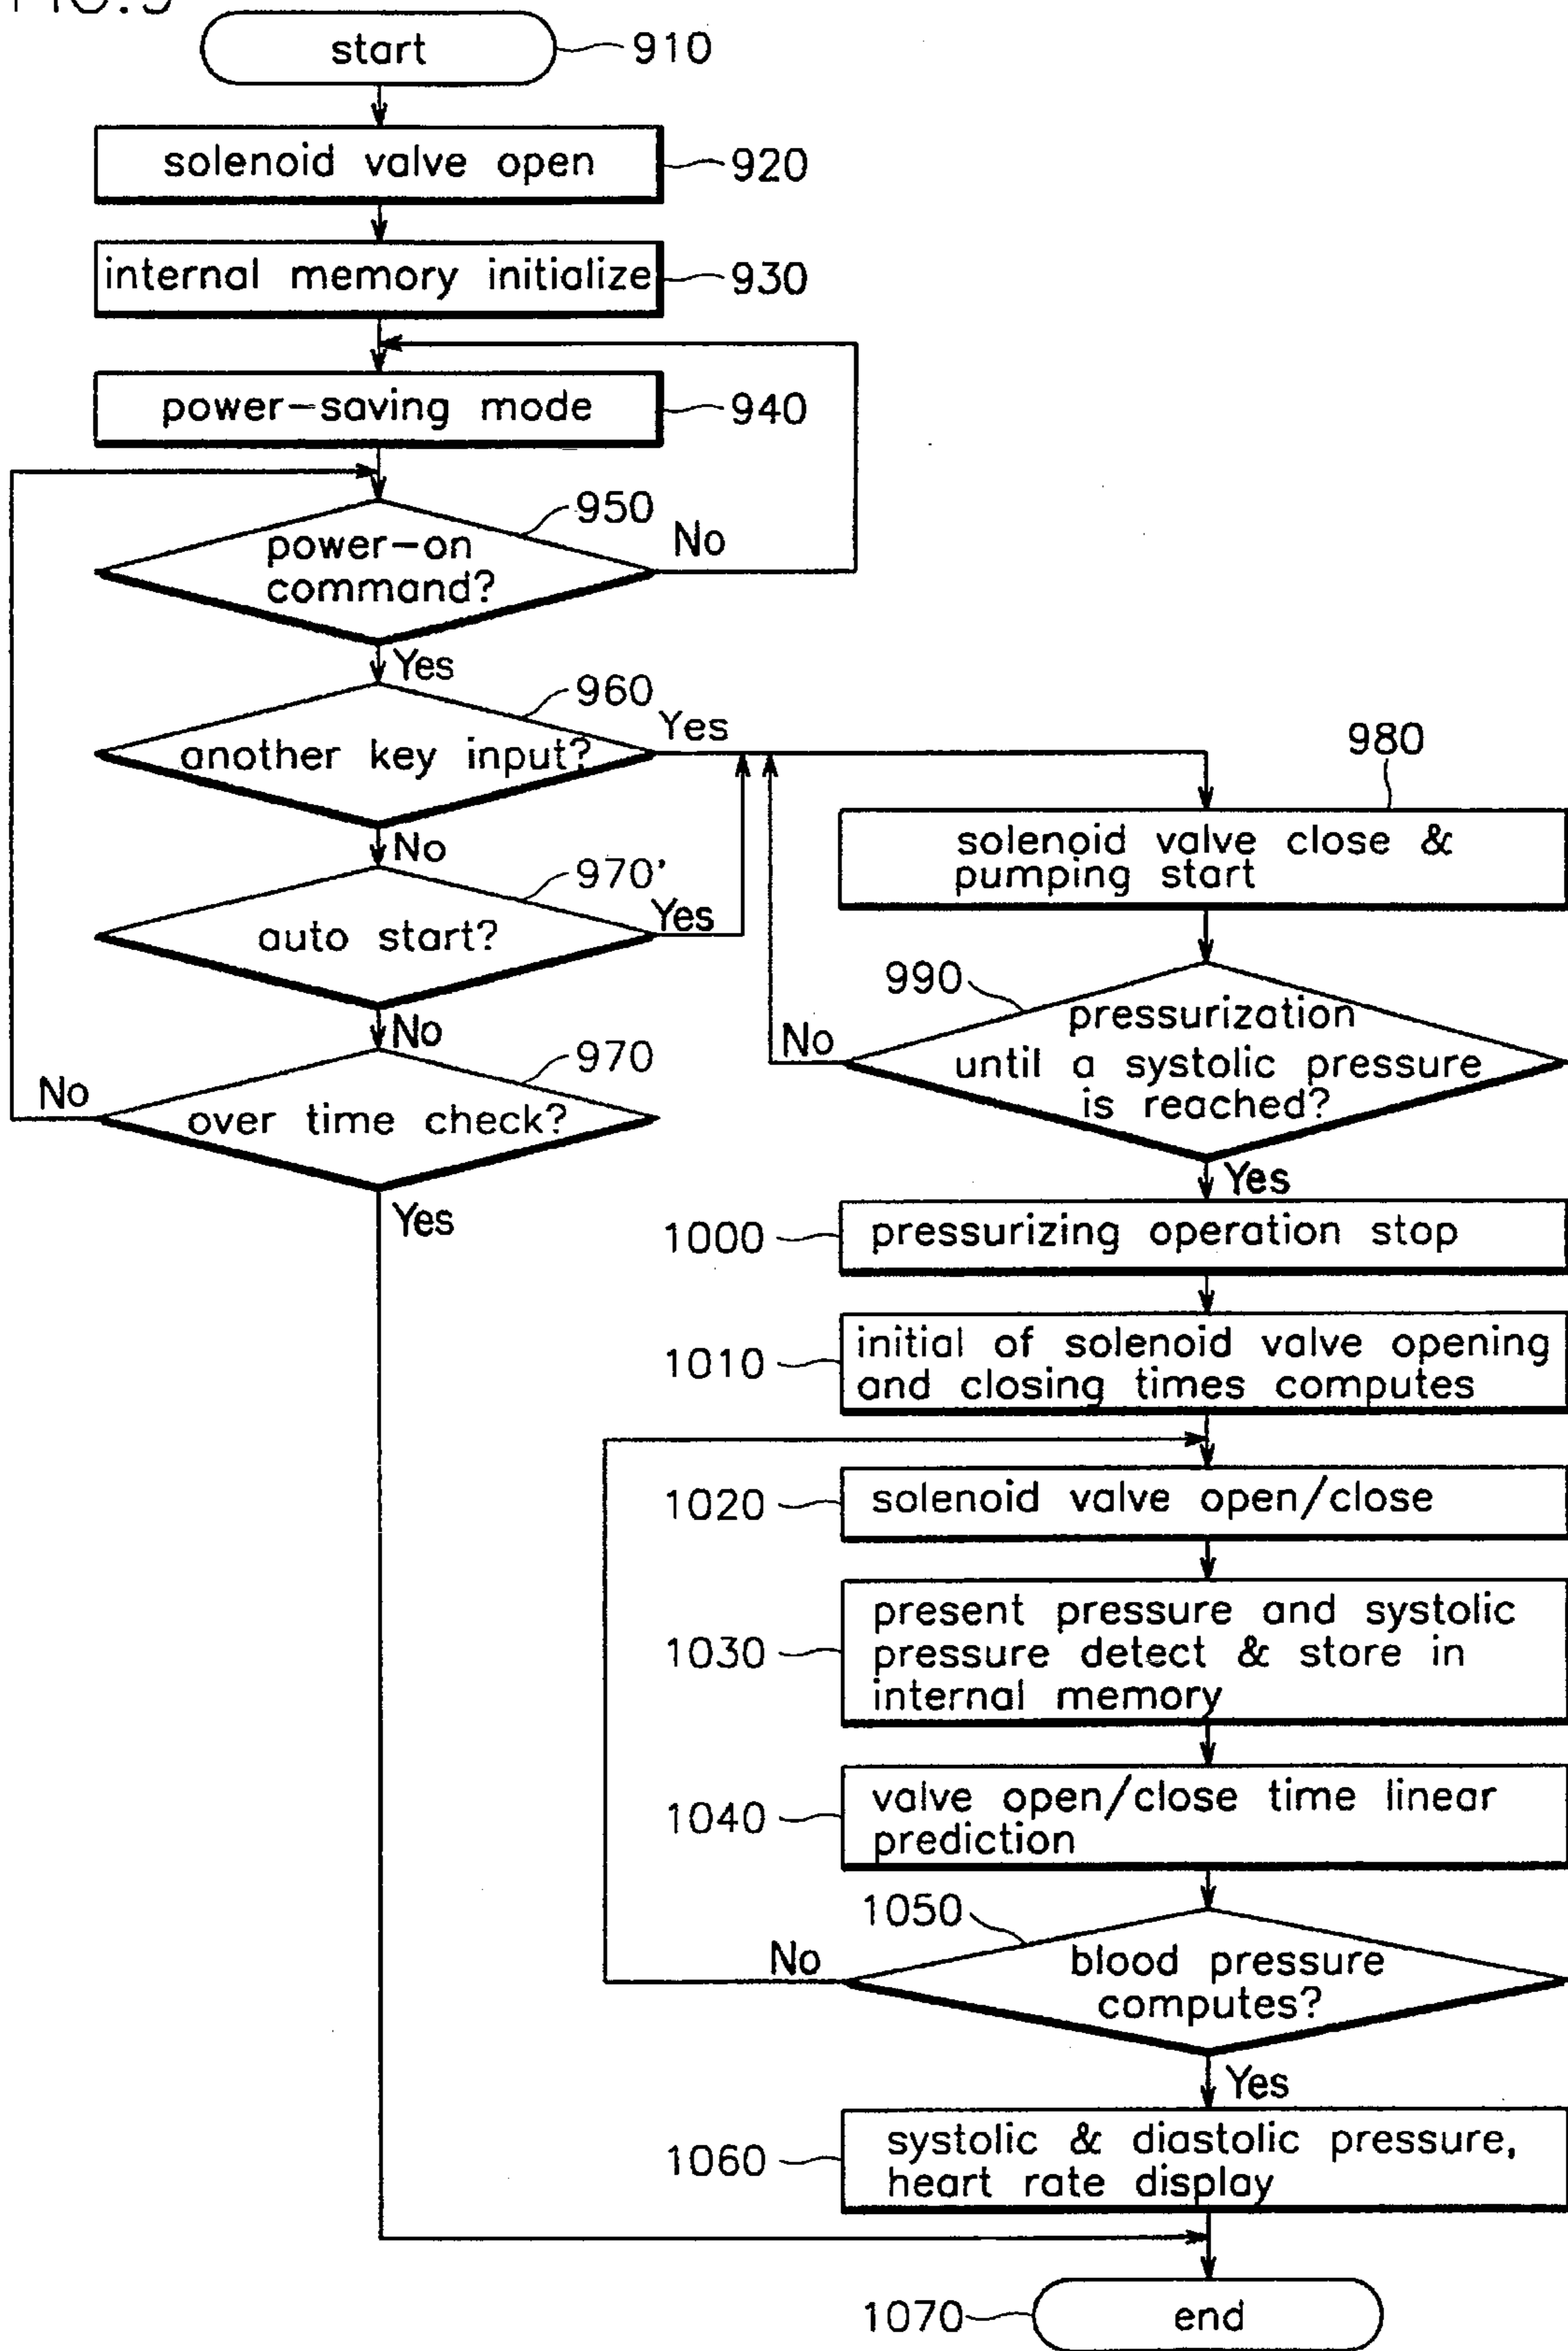 start
910
solenoid valve open
920
internal memory initialize
930
power-saving mode
940
950
power-on
command?
No
Yes
960
another key input?
Yes
No
970'
auto start?
Yes
No
970
over time check?
No
Yes
980
solenoid valve close &
pumping start
990
pressurization
until a systolic pressure
is reached?
No
Yes
1000
pressurizing operation stop
1010
initial of solenoid valve opening
and closing times computes
1020
solenoid valve open/close
1030
present pressure and systolic
pressure detect & store in
internal memory
1040
valve open/close time linear
prediction
1050
blood pressure
computes?
No
Yes
1060
systolic & diastolic pressure,
heart rate display
1070
end